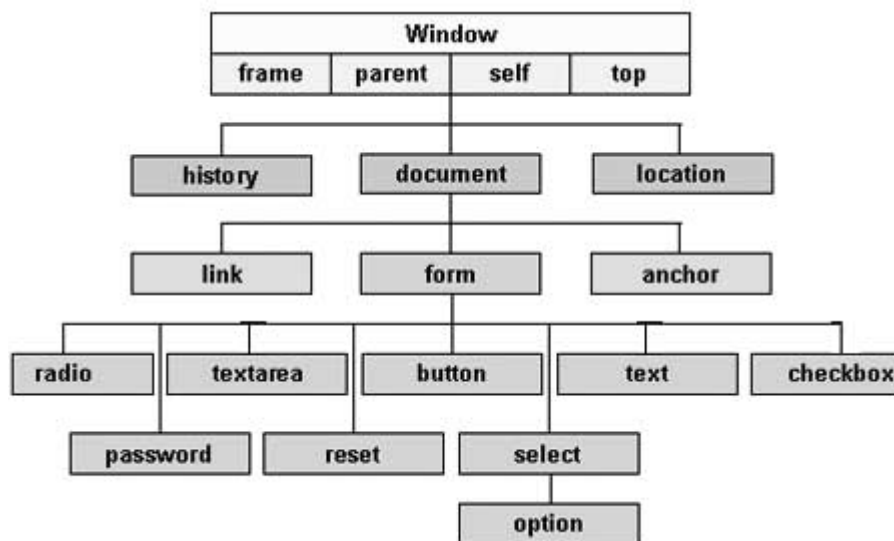 Window
frame parent self top
history document location
link form anchor
radio textarea button text checkbox
password reset select
option